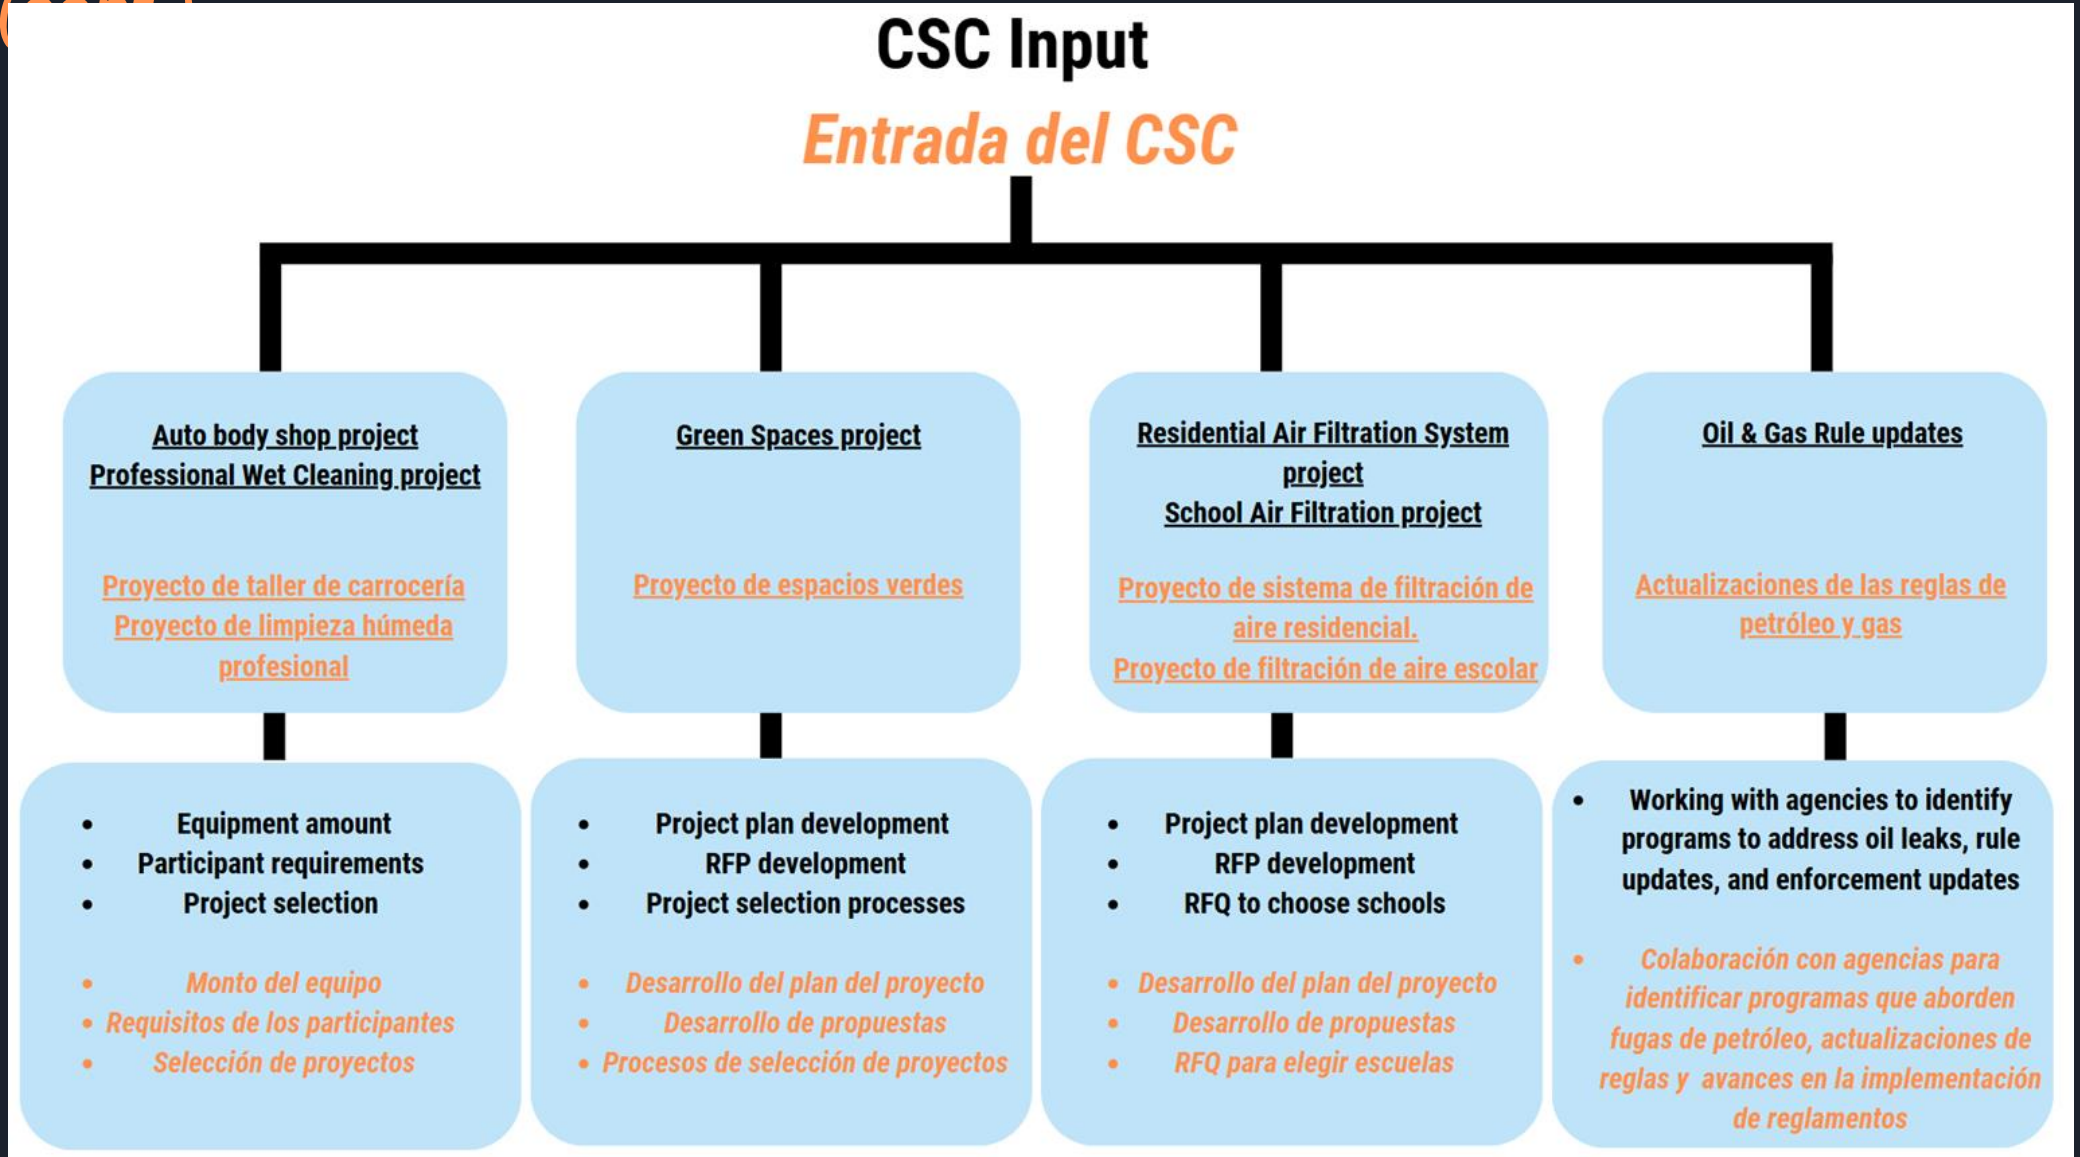 CSC Input
Entrada del CSC
Auto body shop project
Professional Wet Cleaning project
Proyecto de taller de carrocería
Proyecto de limpieza húmeda
profesional
Green Spaces project
Proyecto de espacios verdes
Residential Air Filtration System
project
School Air Filtration project
Proyecto de sistema de filtración de
aire residencial.
Proyecto de filtración de aire escolar
Oil & Gas Rule updates
Actualizaciones de las reglas de
petróleo y gas
• Equipment amount
• Participant requirements
• Project selection
• Monto del equipo
• Requisitos de los participantes
• Selección de proyectos
• Project plan development
• RFP development
• Project selection processes
• Desarrollo del plan del proyecto
• Desarrollo de propuestas
• Procesos de selección de proyectos
• Project plan development
• RFP development
• RFQ to choose schools
• Desarrollo del plan del proyecto
• Desarrollo de propuestas
• RFQ para elegir escuelas
• Working with agencies to identify
programs to address oil leaks, rule
updates, and enforcement updates
• Colaboración con agencias para
identificar programas que aborden
fugas de petróleo, actualizaciones de
reglas y avances en la implementación
de reglamentos